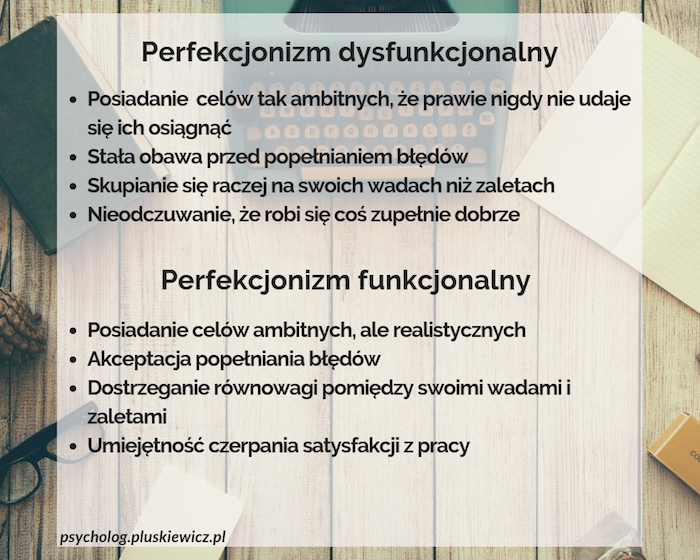 Perfekcjonizm dysfunkcjonalny
• Posiadanie celów tak ambitnych, że prawie nigdy nie udaje
się ich osiągnąć
• Stała obawa przed popełnianiem błędów
• Skupianie się raczej na swoich wadach niż zaletach
• Nieodczuwanie, że robi się coś zupełnie dobrze
Perfekcjonizm funkcjonalny
• Posiadanie celów ambitnych, ale realistycznych
• Akceptacja popełniania błędów
• Dostrzeganie równowagi pomiędzy swoimi wadami i
zaletami
• Umiejętność czerpania satysfakcji z pracy
psycholog.pluskiewicz.pl